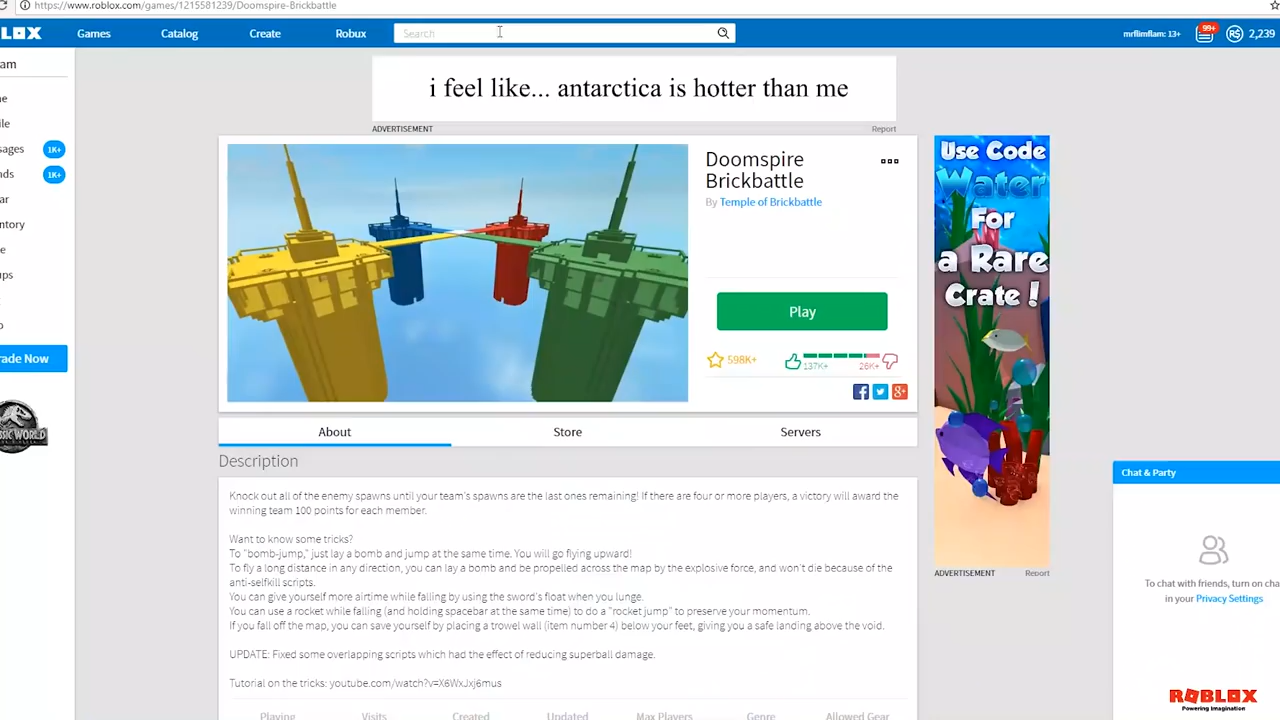 https://www.roblox.com/games/1215581239/Doomspire-Brickbattle
LOX
Games
Catalog
Create
Robux
Search
mrflimflam: 13+
99+
R$
2,239
am
i feel like... antarctica is hotter than me
ADVERTISEMENT
Report
ne
ile
sages
1K+
nds
1K+
ar
ntory
e
ups
o
rade Now
ASSIC WORLD
Doomspire
Brickbattle
By Temple of Brickbattle
Play
598K+
137K+
26K+
Use Code
Water
For
a Rare
Crate!
ADVERTISEMENT
Report
About
Store
Servers
Description
Knock out all of the enemy spawns until your team's spawns are the last ones remaining! If there are four or more players, a victory will award the
winning team 100 points for each member.
Want to know some tricks?
To "bomb-jump," just lay a bomb and jump at the same time. You will go flying upward!
To fly a long distance in any direction, you can lay a bomb and be propelled across the map by the explosive force, and won't die because of the
anti-selfkill scripts.
You can give yourself more airtime while falling by using the sword's float when you lunge.
You can use a rocket while falling (and holding spacebar at the same time) to do a "rocket jump" to preserve your momentum.
If you fall off the map, you can save yourself by placing a trowel wall (item number 4) below your feet, giving you a safe landing above the void.
UPDATE: Fixed some overlapping scripts which had the effect of reducing superball damage.
Tutorial on the tricks: youtube.com/watch?v=X6WxJxj6mus
Playing
Visits
Created
Updated
Max Players
Genre
Allowed Gear
Chat & Party
To chat with friends, turn on cha
in your Privacy Settings
ROBLOX
Powering Imagination